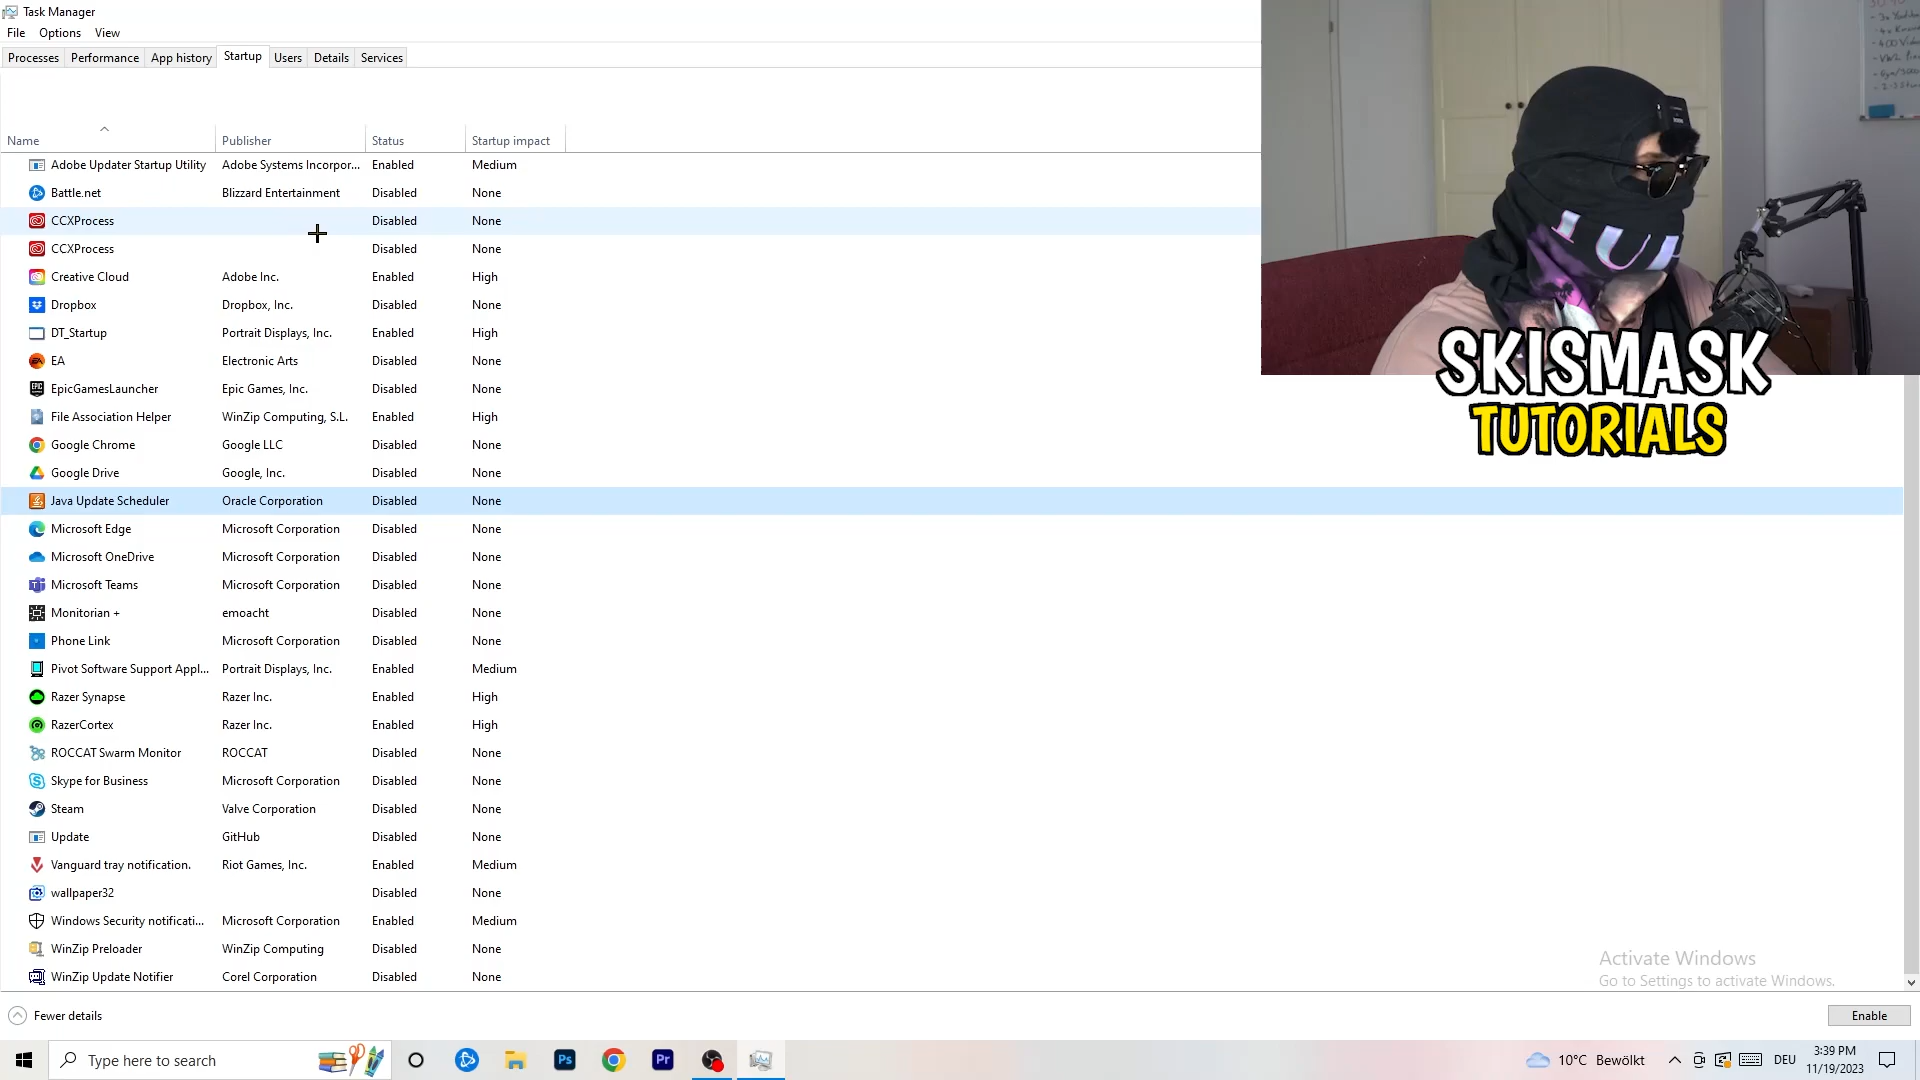 Task Manager
File Options View
Processes Performance App history Startup Users Details Services
Name Publisher Status Startup impact
Adobe Updater Startup Utility Adobe Systems Incorpor... Enabled Medium
Battle.net Blizzard Entertainment Disabled None
CCXProcess Disabled None
CCXProcess Disabled None
Creative Cloud Adobe Inc. Enabled High
Dropbox Dropbox, Inc. Disabled None
DT_Startup Portrait Displays, Inc. Enabled High
EA Electronic Arts Disabled None
EpicGamesLauncher Epic Games, Inc. Disabled None
File Association Helper WinZip Computing, S.L. Enabled High
Google Chrome Google LLC Disabled None
Google Drive Google, Inc. Disabled None
Java Update Scheduler Oracle Corporation Disabled None
Microsoft Edge Microsoft Corporation Disabled None
Microsoft OneDrive Microsoft Corporation Disabled None
Microsoft Teams Microsoft Corporation Disabled None
Monitorian + emoacht Disabled None
Phone Link Microsoft Corporation Disabled None
Pivot Software Support Appl... Portrait Displays, Inc. Enabled Medium
Razer Synapse Razer Inc. Enabled High
RazerCortex Razer Inc. Enabled High
ROCCAT Swarm Monitor ROCCAT Disabled None
Skype for Business Microsoft Corporation Disabled None
Steam Valve Corporation Disabled None
Update GitHub Disabled None
Vanguard tray notification. Riot Games, Inc. Enabled Medium
wallpaper32 Disabled None
Windows Security notificati... Microsoft Corporation Enabled Medium
WinZip Preloader WinZip Computing Disabled None
WinZip Update Notifier Corel Corporation Disabled None
SKISMASK
TUTORIALS
Activate Windows
Go to Settings to activate Windows.
Fewer details
Enable
Type here to search
Ps
Pr
10°C Bewölkt
DEU
3:39 PM
11/19/2023